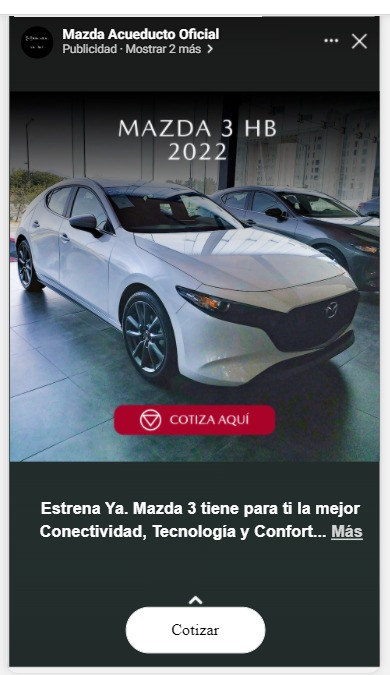 Mazda Acueducto Oficial
Publicidad · Mostrar 2 más
MAZDA 3 HB
2022
COTIZA AQUÍ
Estrena Ya. Mazda 3 tiene para ti la mejor
Conectividad, Tecnología y Confort... Más
Cotizar